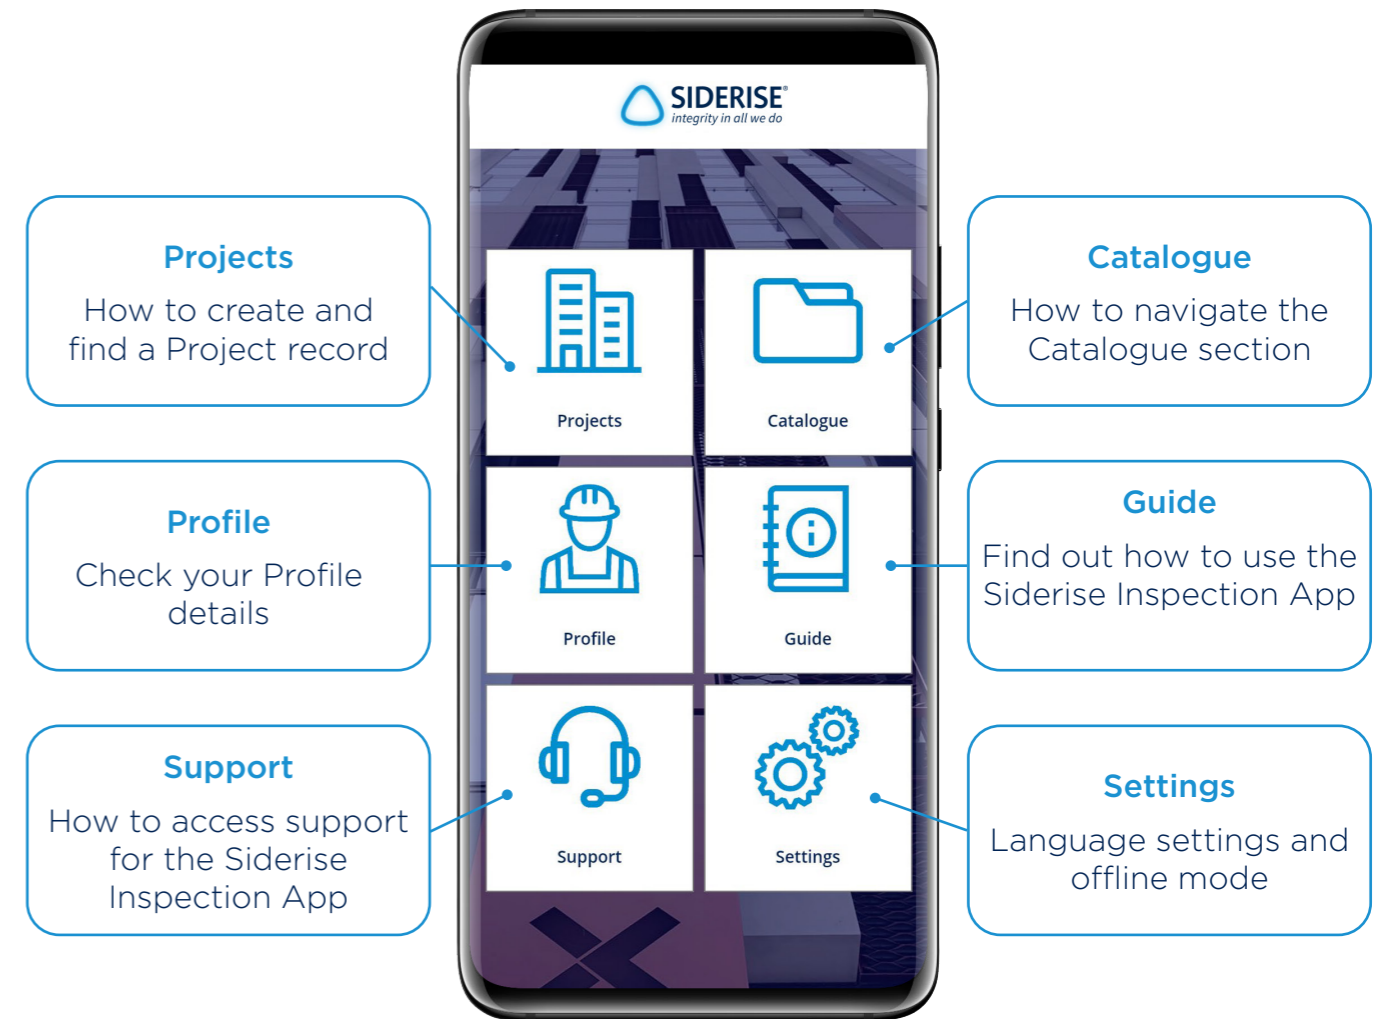 SIDERISE®
integrity in all we do
Projects
How to create and
find a Project record
Profile
Check your Profile
details
Support
How to access support
for the Siderise
Inspection App
Projects
Catalogue
Profile
Guide
Support
Settings
Catalogue
How to navigate the
Catalogue section
Guide
Find out how to use the
Siderise Inspection App
Settings
Language settings and
offline mode